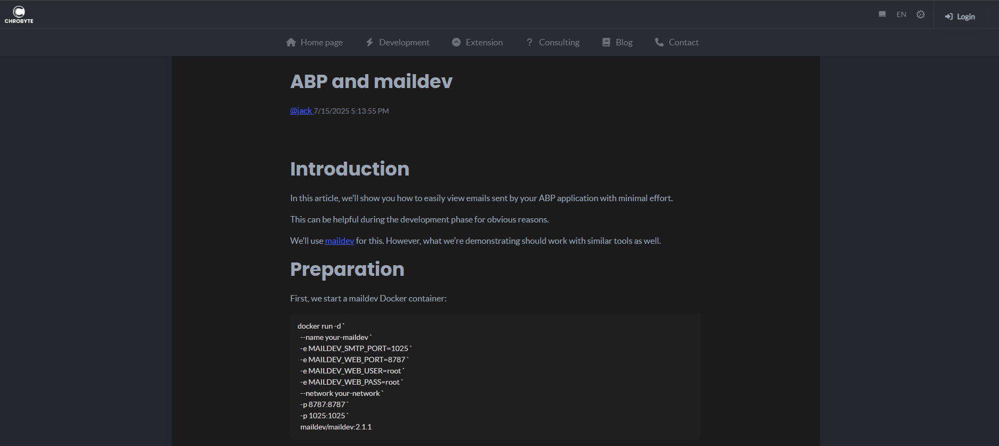 CHROBYTE
EN
Login
Home page
Development
Extension
? Consulting
Blog
Contact
ABP and maildev
@jack 7/15/2025 5:13:55 PM
Introduction
In this article, we’ll show you how to easily view emails sent by your ABP application with minimal effort.
This can be helpful during the development phase for obvious reasons.
We’ll use maildev for this. However, what we’re demonstrating should work with similar tools as well.
Preparation
First, we start a maildev Docker container:
docker run -d `
--name your-maildev `
-e MAILDEV_SMTP_PORT=1025 `
-e MAILDEV_WEB_PORT=8787 `
-e MAILDEV_WEB_USER=root `
-e MAILDEV_WEB_PASS=root `
--network your-network `
-p 8787:8787 `
-p 1025:1025 `
maildev/maildev:2.1.1